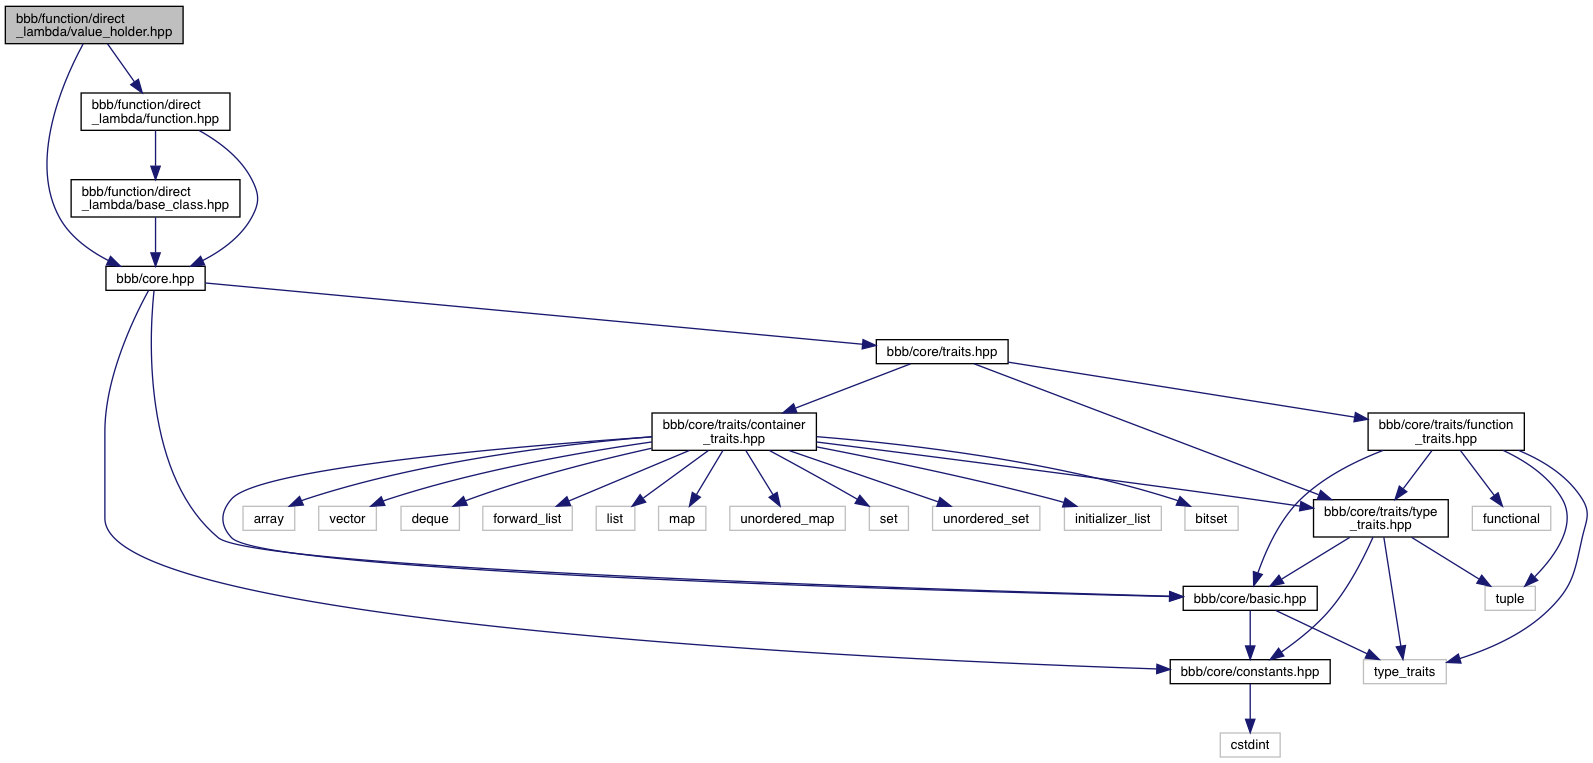 bbb/function/direct
_lambda/value_holder.hpp
bbb/function/direct
_lambda/function.hpp
bbb/function/direct
_lambda/base_class.hpp
bbb/core.hpp
bbb/core/traits.hpp
bbb/core/traits/container
_traits.hpp
bbb/core/traits/function
_traits.hpp
array
vector
deque
forward_list
list
map
unordered_map
set
unordered_set
initializer_list
bitset
bbb/core/traits/type
_traits.hpp
functional
bbb/core/basic.hpp
tuple
bbb/core/constants.hpp
type_traits
cstdint